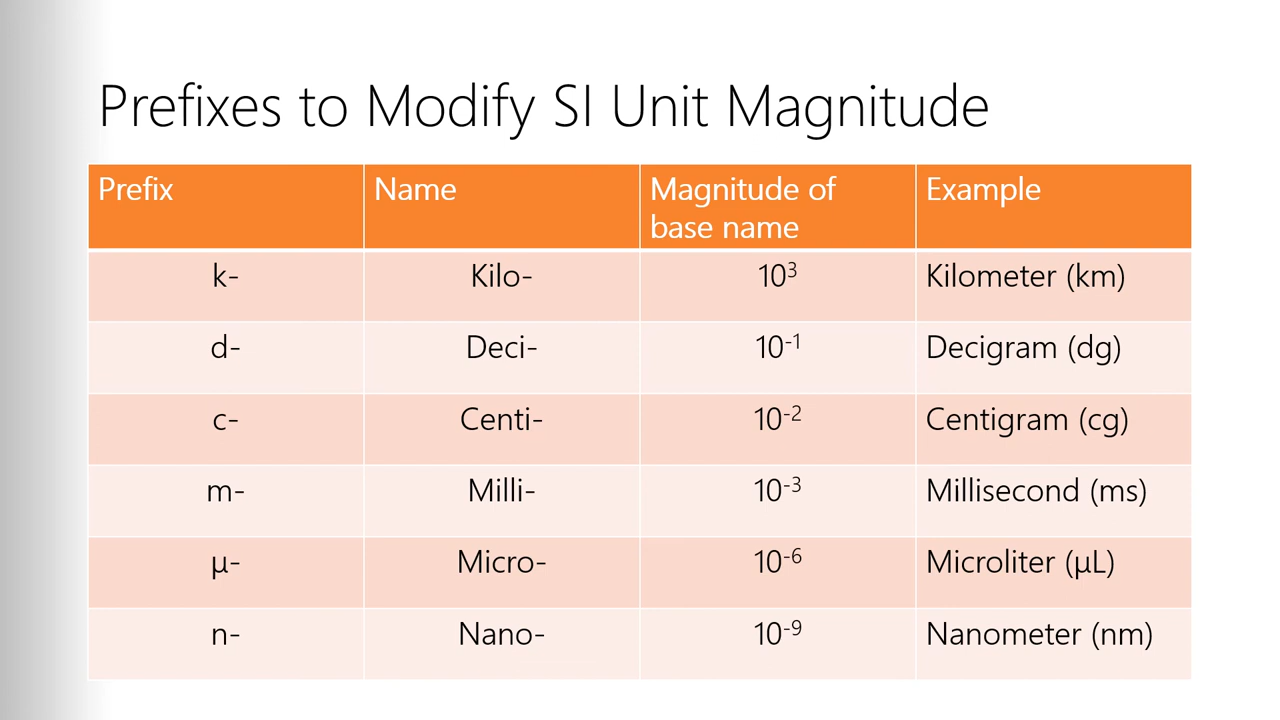 Prefixes to Modify SI Unit Magnitude
Prefix Name Magnitude of base name Example
k- Kilo- 10³ Kilometer (km)
d- Deci- 10⁻¹ Decigram (dg)
c- Centi- 10⁻² Centigram (cg)
m- Milli- 10⁻³ Millisecond (ms)
µ- Micro- 10⁻⁶ Microliter (µL)
n- Nano- 10⁻⁹ Nanometer (nm)